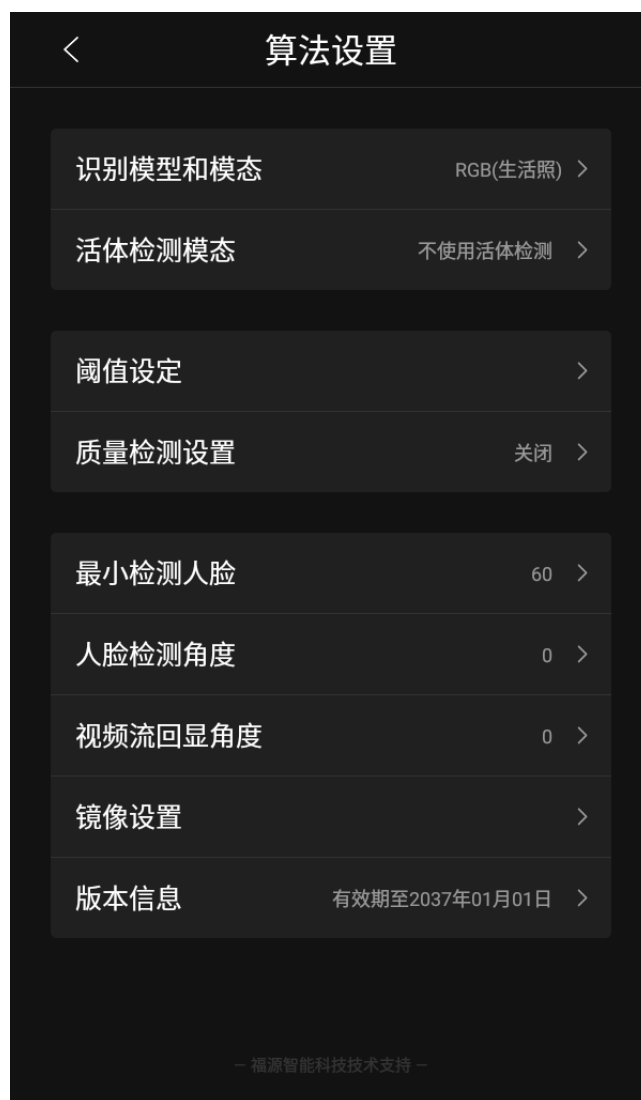 算法设置
识别模型和模态 RGB(生活照)
活体检测模态 不使用活体检测
阈值设定
质量检测设置 关闭
最小检测人脸 60
人脸检测角度 0
视频流回显角度 0
镜像设置
版本信息 有效期至2037年01月01日
– 福源智能科技技术支持 –